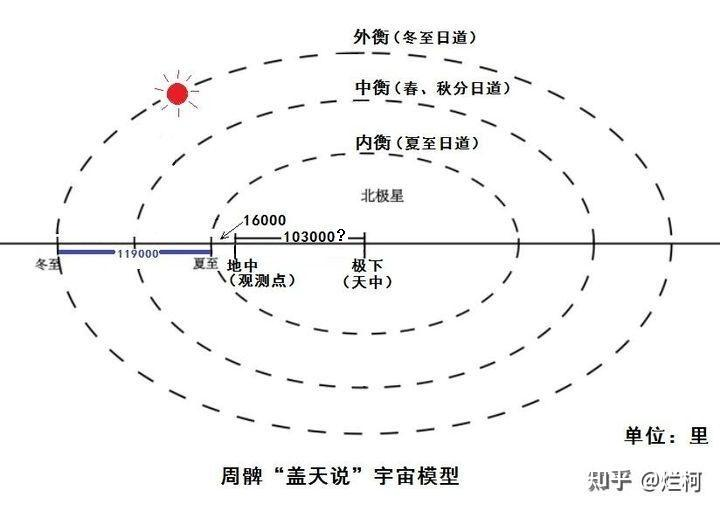 外衡（冬至日道）
中衡（春、秋分日道）
内衡（夏至日道）
北极星
16000
103000?
119000
冬至
夏至
地中
（观测点）
极下
（天中）
单位：里
周髀“盖天说”宇宙模型
知乎 @烂柯